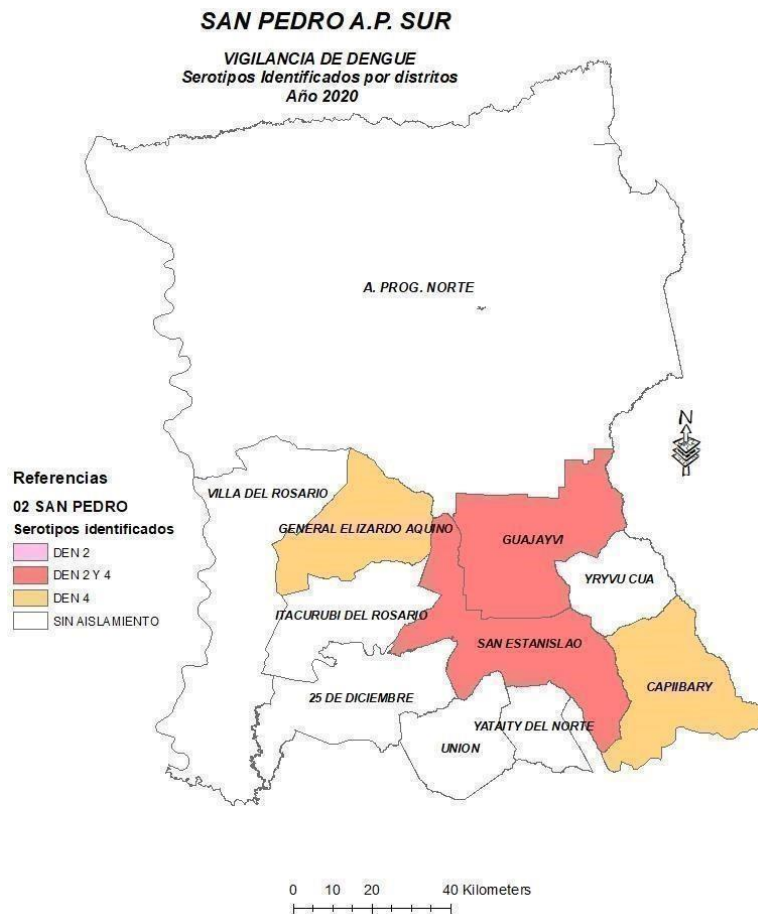 SAN PEDRO A.P. SUR
VIGILANCIA DE DENGUE
Serotipos Identificados por distritos
Año 2020
A. PROG. NORTE
N
Referencias
02 SAN PEDRO
Serotipos identificados
DEN 2
DEN 2 Y 4
DEN 4
SIN AISLAMIENTO
VILLA DEL ROSARIO
GENERAL ELIZARDO AQUINO
GUAJAYVI
YRYVU CUA
ITACURUBI DEL ROSARIO
SAN ESTANISLAO
CAPIIBARY
25 DE DICIEMBRE
YATAITY DEL NORTE
UNION
0 10 20 40 Kilometers